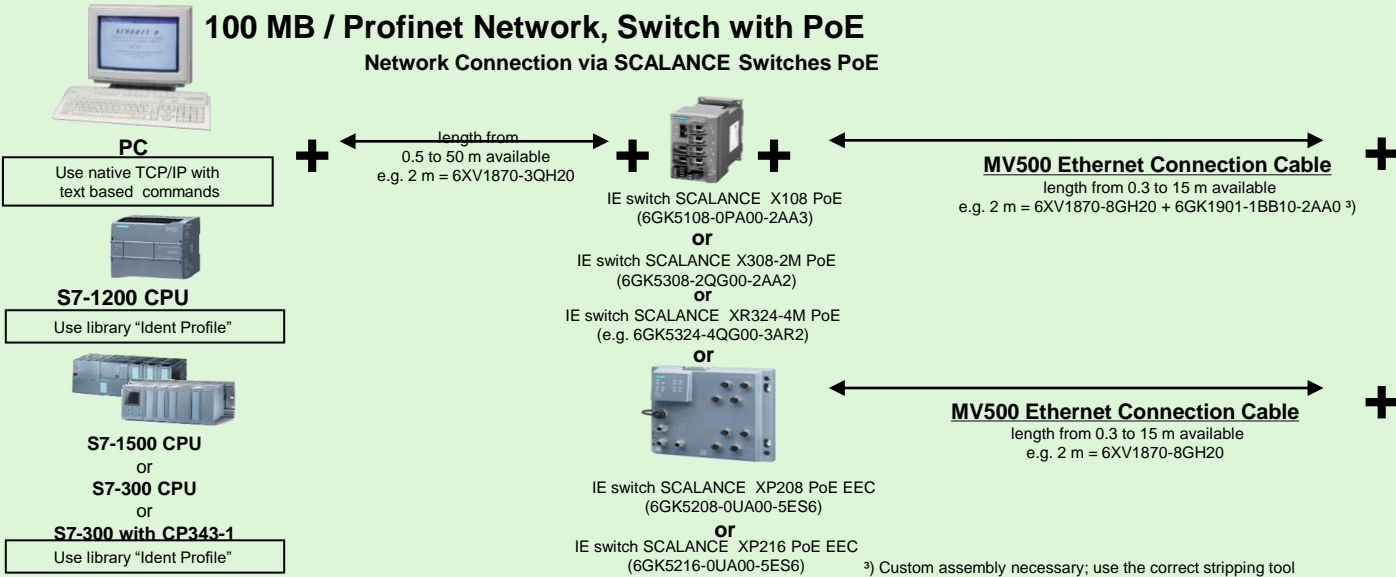 100 MB / Profinet Network, Switch with PoE
Network Connection via SCALANCE Switches PoE
PC
Use native TCP/IP with
text based commands
S7-1200 CPU
Use library “Ident Profile”
S7-1500 CPU
or
S7-300 CPU
or
S7-300 with CP343-1
Use library “Ident Profile”
+
length from
0.5 to 50 m available
e.g. 2 m = 6XV1870-3QH20
+
+
IE switch SCALANCE X108 PoE
(6GK5108-0PA00-2AA3)
or
IE switch SCALANCE X308-2M PoE
(6GK5308-2QG00-2AA2)
or
IE switch SCALANCE XR324-4M PoE
(e.g. 6GK5324-4QG00-3AR2)
or
IE switch SCALANCE XP208 PoE EEC
(6GK5208-0UA00-5ES6)
or
IE switch SCALANCE XP216 PoE EEC
(6GK5216-0UA00-5ES6)
MV500 Ethernet Connection Cable
length from 0.3 to 15 m available
e.g. 2 m = 6XV1870-8GH20 + 6GK1901-1BB10-2AA0 ³)
+
MV500 Ethernet Connection Cable
length from 0.3 to 15 m available
e.g. 2 m = 6XV1870-8GH20
+
³) Custom assembly necessary; use the correct stripping tool